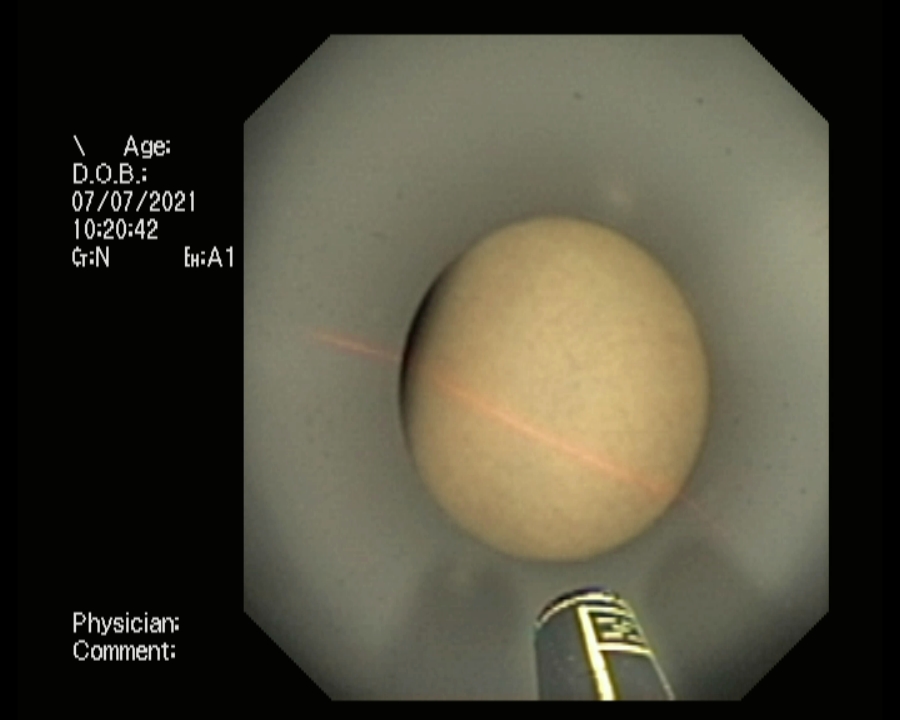 \ Age:
D.O.B.:
07/07/2021
10:20:42
Cr:N EH:A1
Physician:
Comment: